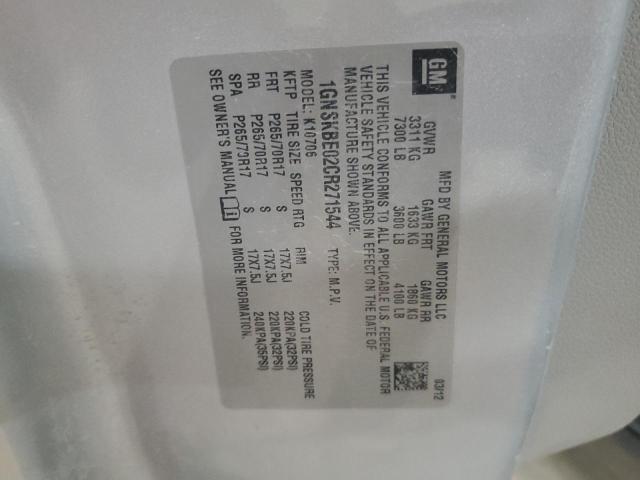 GM
MFD BY GENERAL MOTORS LLC 03/12
GVWR GAWR FRT GAWR RR
3311 KG 1633 KG 1860 KG
7300 LB 3600 LB 4100 LB
THIS VEHICLE CONFORMS TO ALL APPLICABLE U.S. FEDERAL MOTOR
VEHICLE SAFETY STANDARDS IN EFFECT ON THE DATE OF
MANUFACTURE SHOWN ABOVE.
1GNSKBE02CR271544 TYPE: M.P.V.
MODEL: K10706
KFTP TIRE SIZE SPEED RTG RIM COLD TIRE PRESSURE
FRT P265/70R17 S 17X7.5J 220KPA(32PSI)
RR P265/70R17 S 17X7.5J 220KPA(32PSI)
SPA P265/70R17 S 17X7.5J 240KPA(35PSI)
SEE OWNER'S MANUAL FOR MORE INFORMATION.